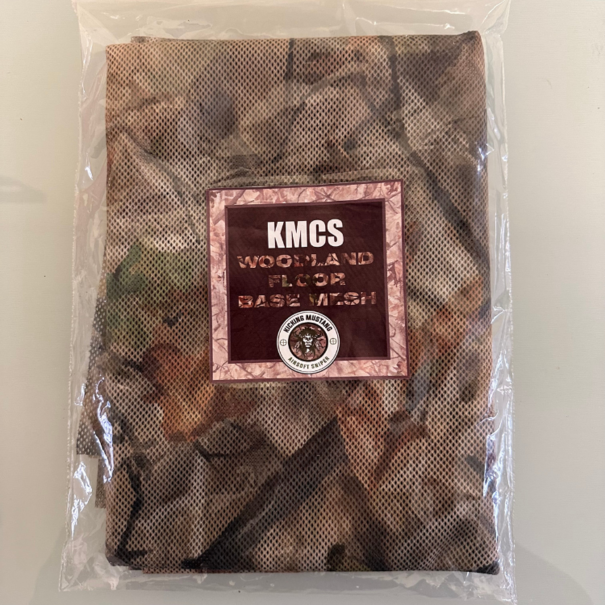 KMCS
WOODLAND
FLOOR
BASE MESH
KICKING MUSTANG
AIRSOFT SNIPER